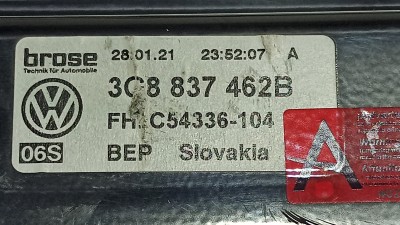 brose 28.01.21 23:52:07 A
Technik für Automobile
3C8 837 462B
FH: C54336-104
06S BEP Slovakia
A